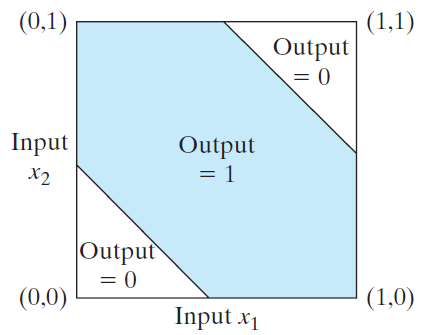 (0,1)
(1,1)
Output
= 0
Input
x₂
Output
= 1
Output
= 0
(0,0)
(1,0)
Input x₁